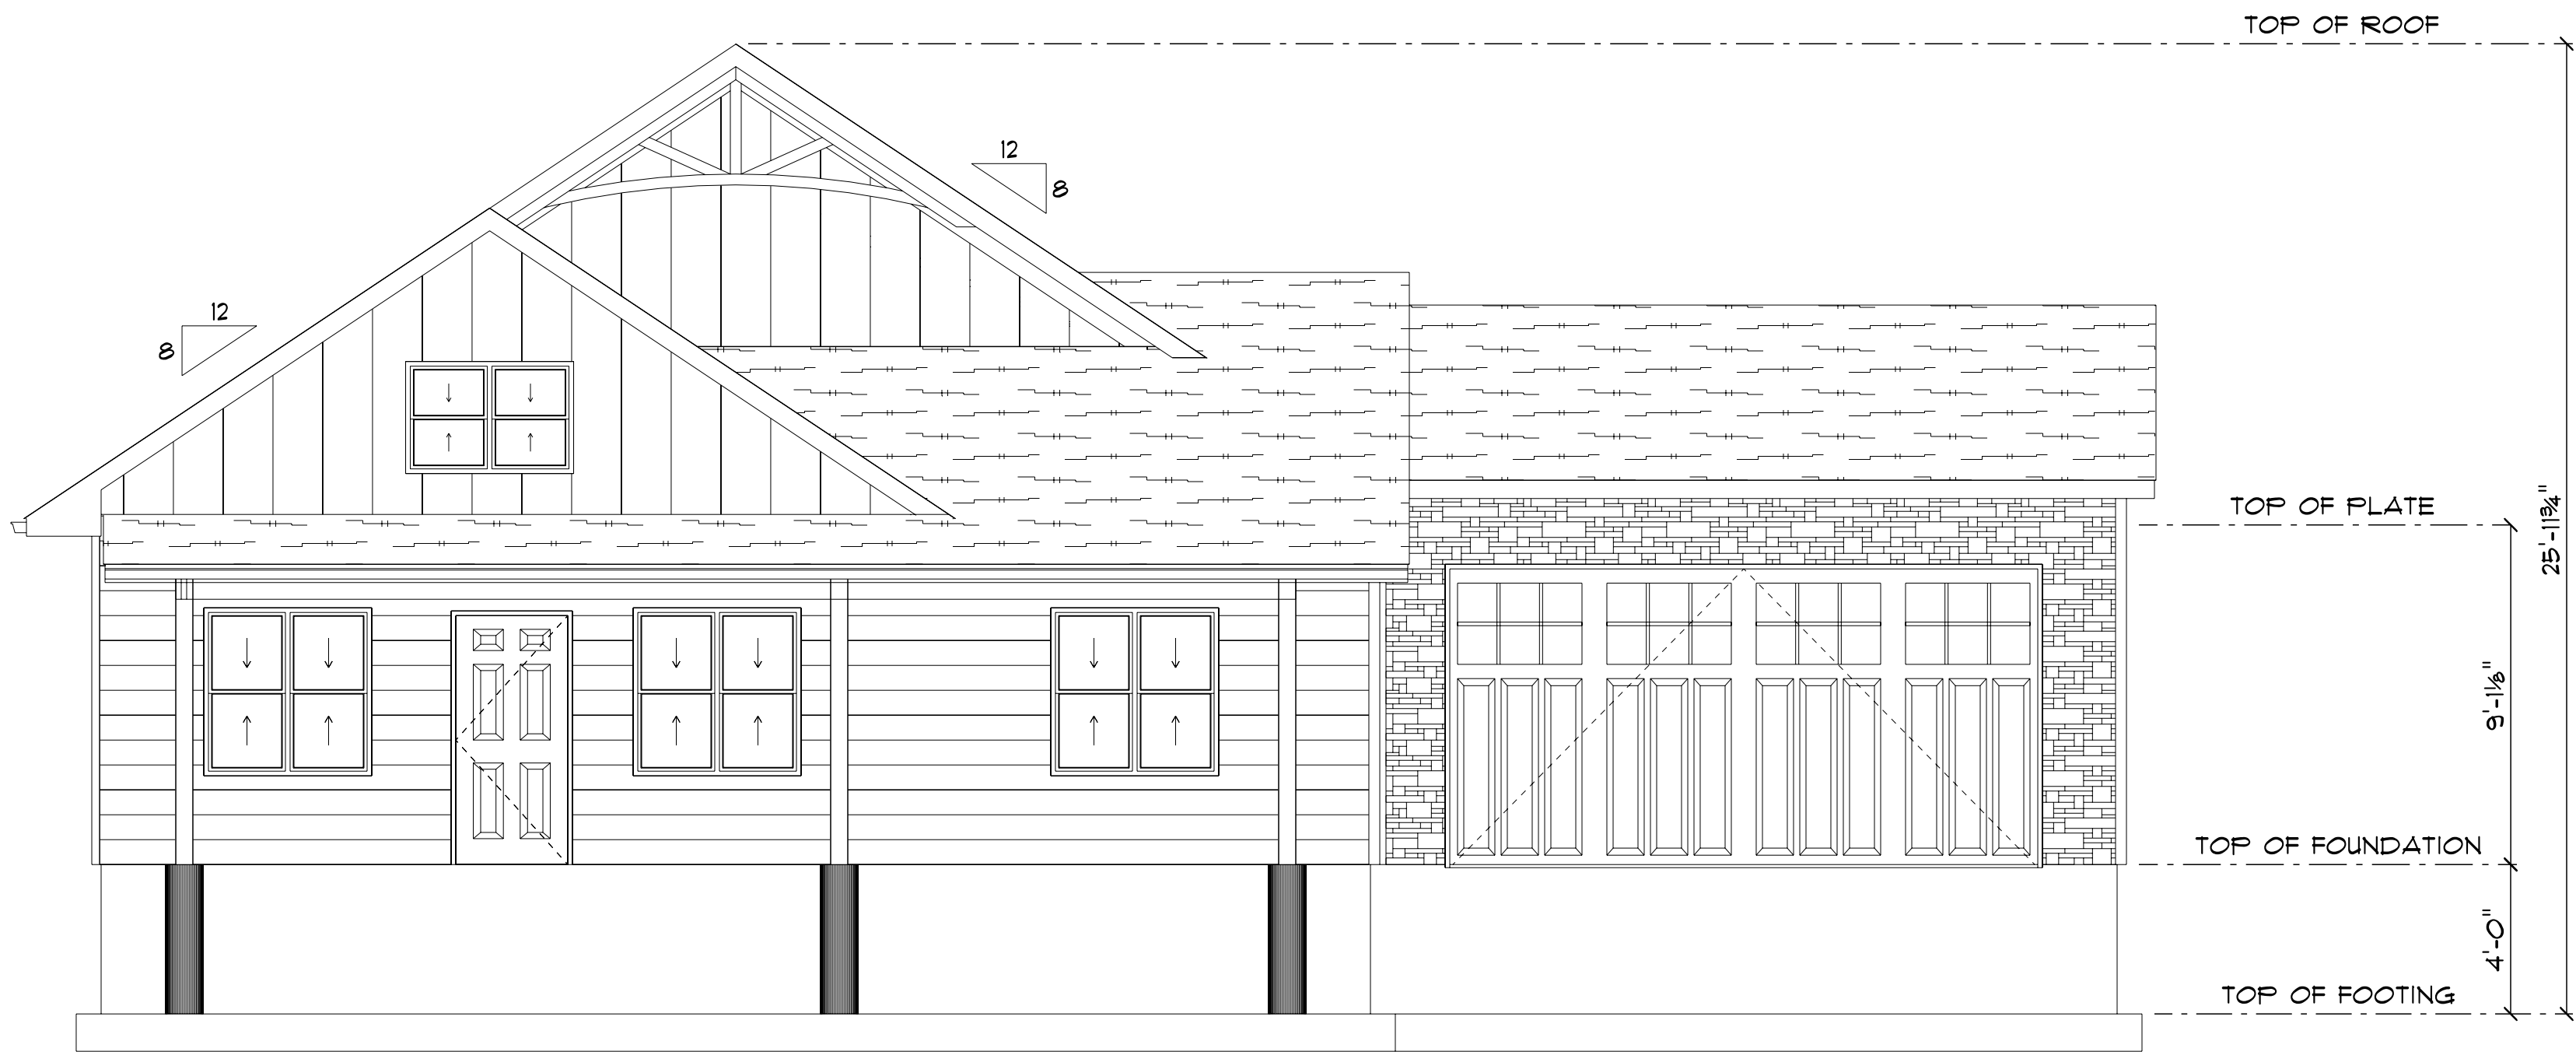 TOP OF ROOF
12
8
12
8
TOP OF PLATE
25'-11¾"
9'-1⅛"
TOP OF FOUNDATION
4'-0"
TOP OF FOOTING